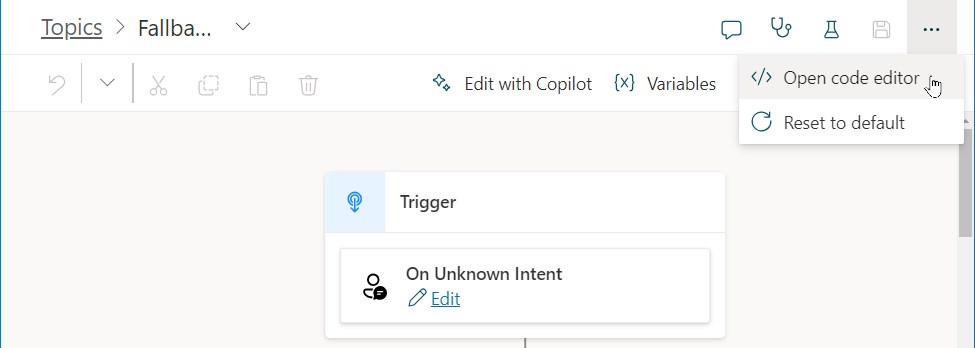 Topics > Fallba...
...
Edit with Copilot {x} Variables
</> Open code editor
Reset to default
Trigger
On Unknown Intent
Edit